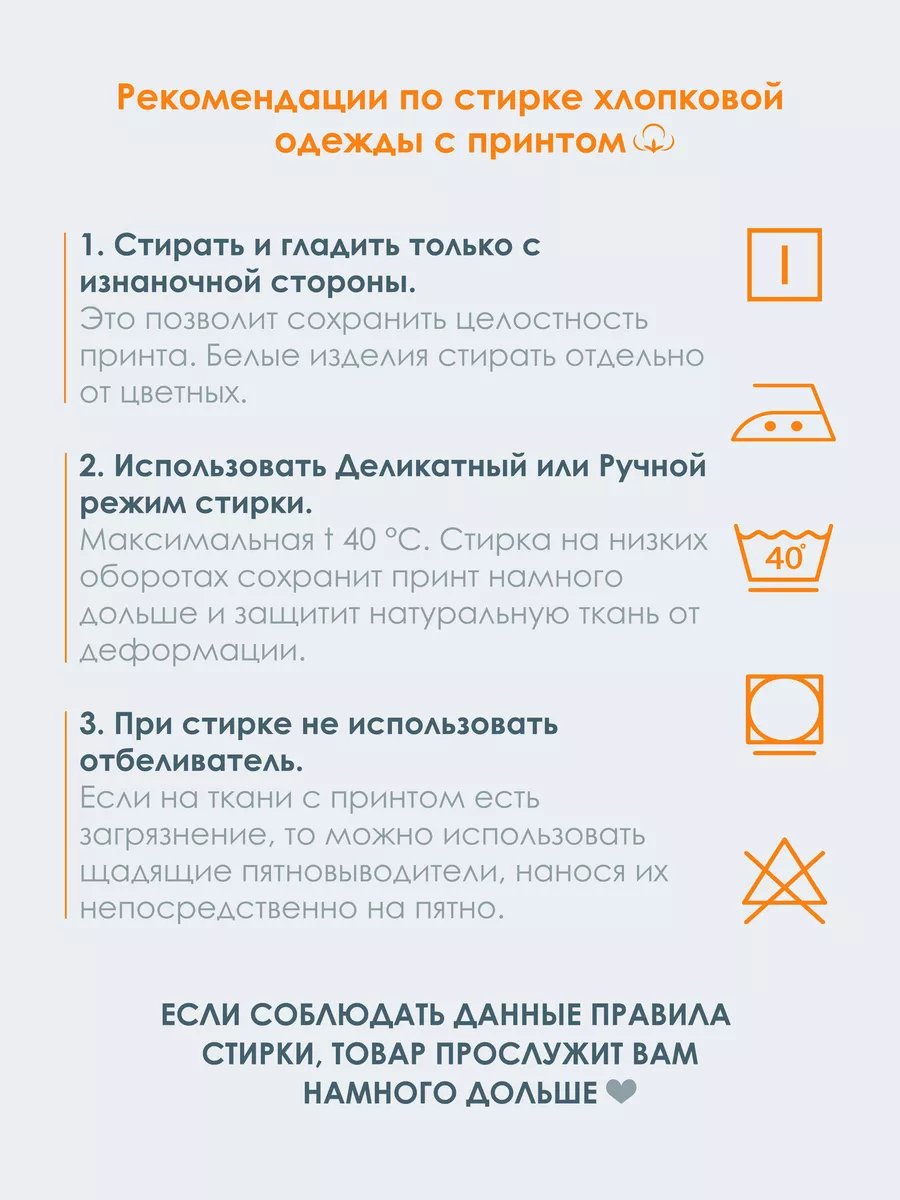 Рекомендации по стирке хлопковой
одежды с принтом
1. Стирать и гладить только с
изнаночной стороны.
Это позволит сохранить целостность
принта. Белые изделия стирать отдельно
от цветных.
2. Использовать Деликатный или Ручной
режим стирки.
Максимальная t 40 °C. Стирка на низких
оборотах сохранит принт намного
дольше и защитит натуральную ткань от
деформации.
40°
3. При стирке не использовать
отбеливатель.
Если на ткани с принтом есть
загрязнение, то можно использовать
щадящие пятновыводители, нанося их
непосредственно на пятно.
ЕСЛИ СОБЛЮДАТЬ ДАННЫЕ ПРАВИЛА
СТИРКИ, ТОВАР ПРОСЛУЖИТ ВАМ
НАМНОГО ДОЛЬШЕ